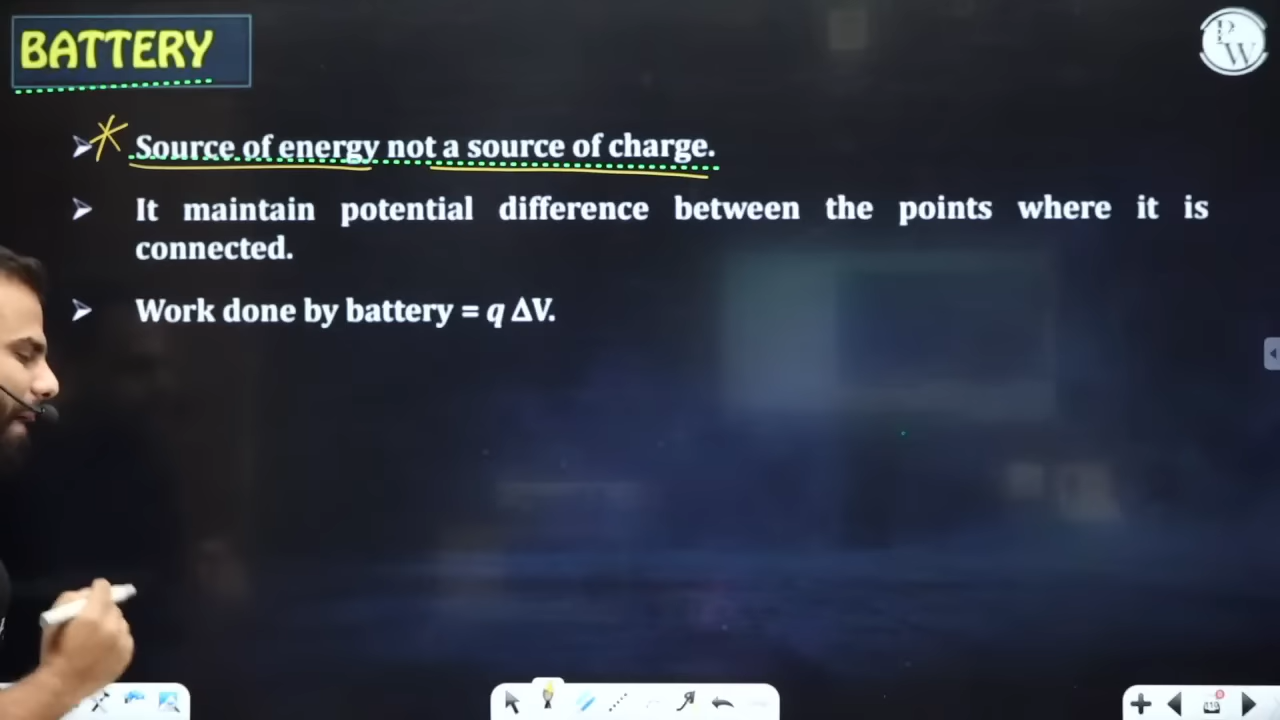 BATTERY
PW
Source of energy not a source of charge.
It maintain potential difference between the points where it is
connected.
Work done by battery = q ΔV.